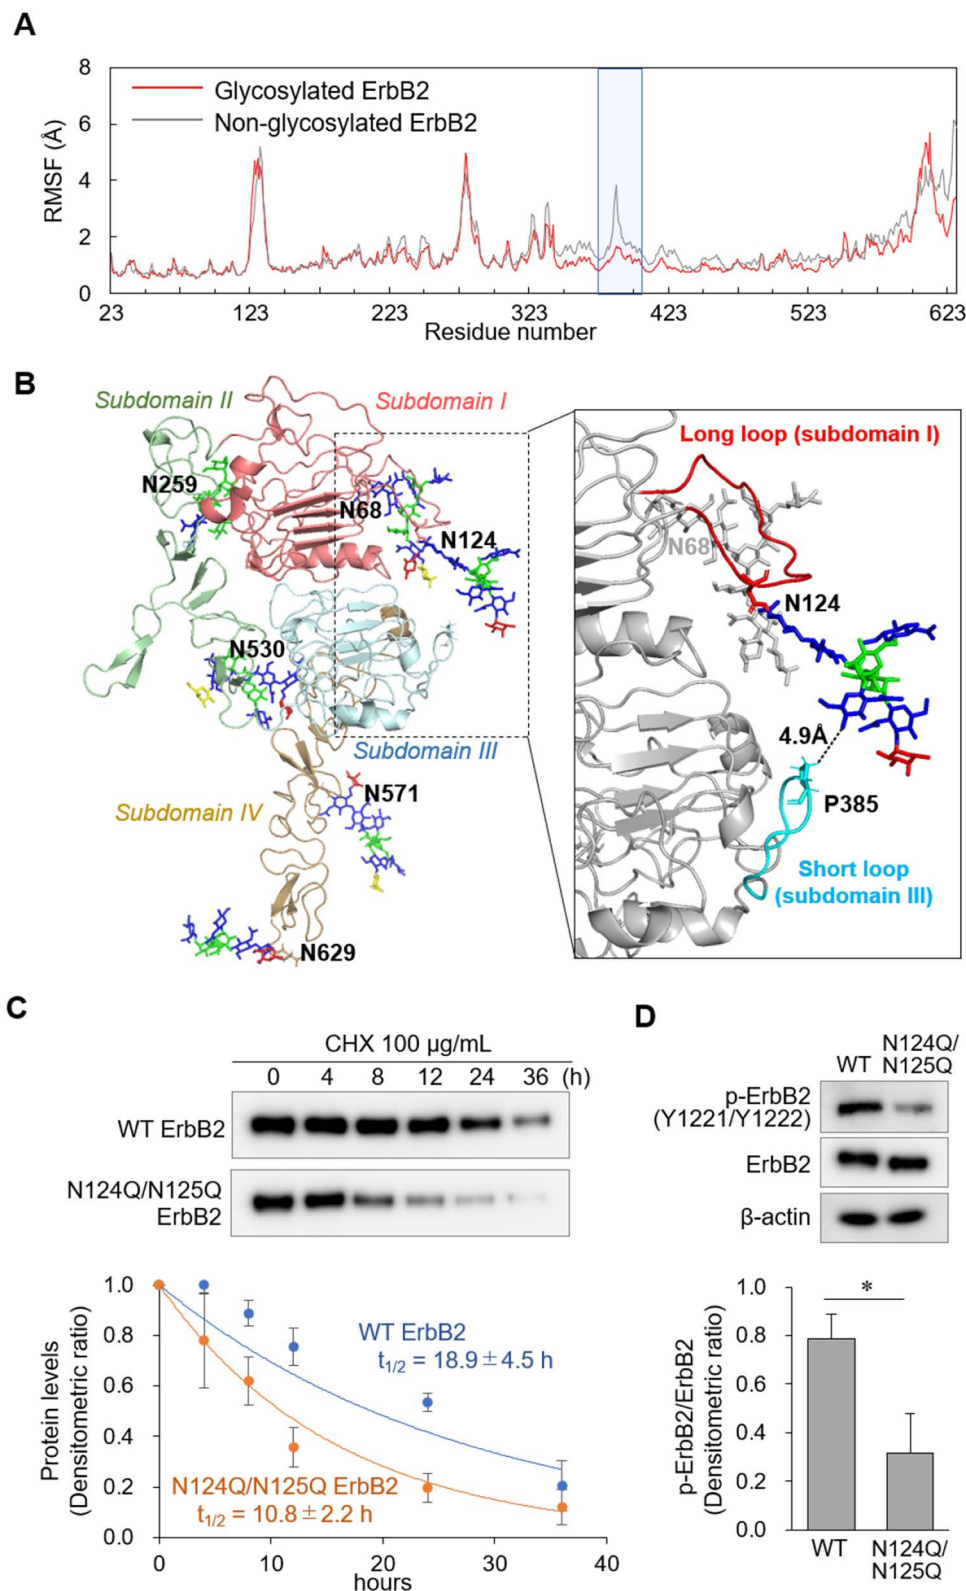 A
8
6
4
2
0
RMSF (Å)
Glycosylated ErbB2
Non-glycosylated ErbB2
23 123 223 323 423 523 623
Residue number
B
Subdomain II
Subdomain I
N259
N68
N124
N530
Subdomain III
Subdomain IV
N571
N629
Long loop (subdomain I)
N68
N124
4.9Å
P385
Short loop
(subdomain III)
C
CHX 100 µg/mL
0 4 8 12 24 36 (h)
WT ErbB2
N124Q/N125Q
ErbB2
1.0
0.8
0.6
0.4
0.2
0.0
Protein levels
(Densitometric ratio)
WT ErbB2
t1/2 = 18.9 ± 4.5 h
N124Q/N125Q ErbB2
t1/2 = 10.8 ± 2.2 h
0 10 20 30 40
hours
D
WT
N124Q/
N125Q
p-ErbB2
(Y1221/Y1222)
ErbB2
β-actin
1.0
0.8
0.6
0.4
0.2
0.0
p-ErbB2/ErbB2
(Densitometric ratio)
*
WT
N124Q/
N125Q